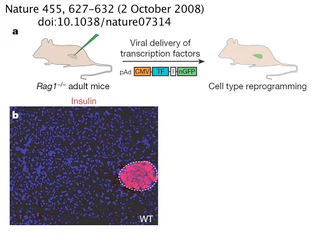 Nature 455, 627-632 (2 October 2008)
doi:10.1038/nature07314
a
Viral delivery of
transcription factors
pAd CMV TF I nGFP
Rag1–/– adult mice
Cell type reprogramming
Insulin
b
WT